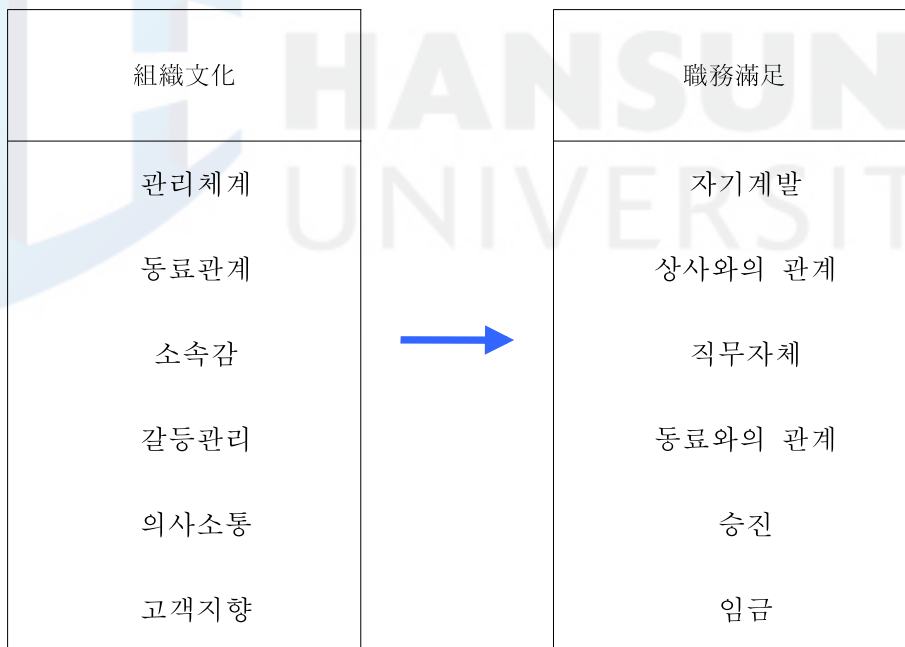 HANSUN
UNIVERSIT
組織文化
관리체계
동료관계
소속감
갈등관리
의사소통
고객지향
職務滿足
자기계발
상사와의 관계
직무자체
동료와의 관계
승진
임금